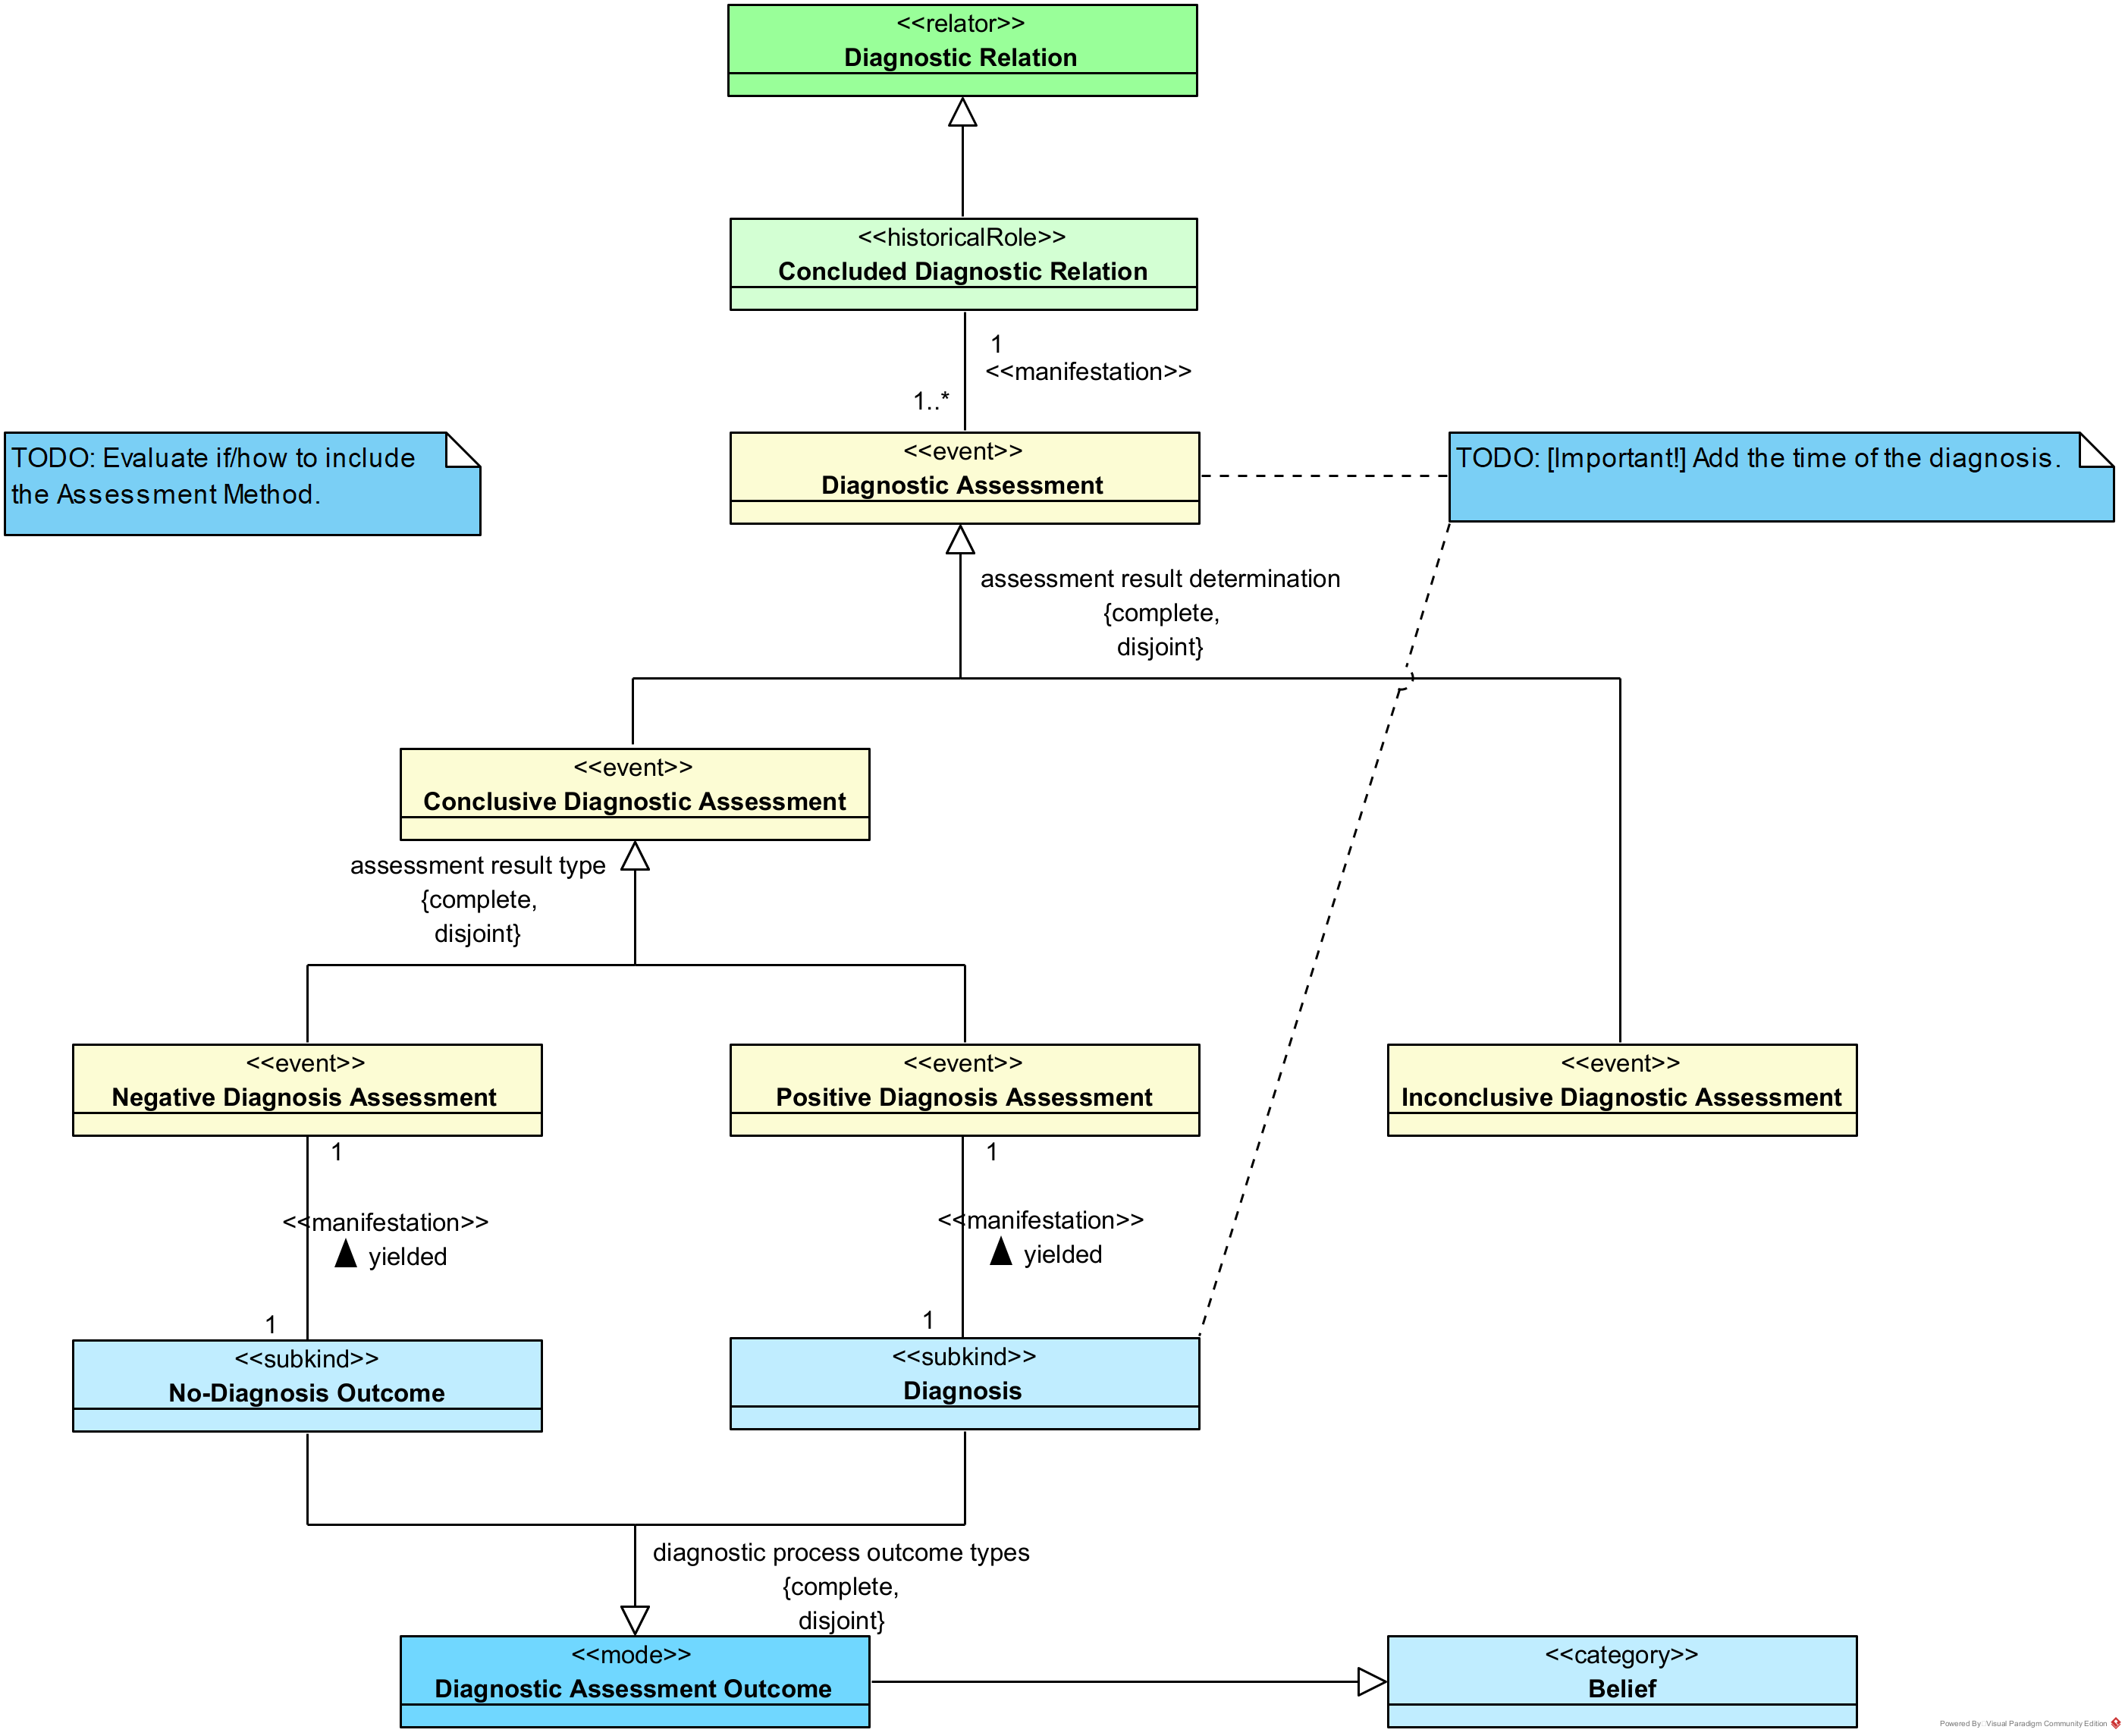 <<relator>>
Diagnostic Relation
<<historicalRole>>
Concluded Diagnostic Relation
1
<<manifestation>>
1..*
TODO: Evaluate if/how to include
the Assessment Method.
<<event>>
Diagnostic Assessment
TODO: [Important!] Add the time of the diagnosis.
assessment result determination
{complete,
disjoint}
<<event>>
Conclusive Diagnostic Assessment
assessment result type
{complete,
disjoint}
<<event>>
Negative Diagnosis Assessment
<<event>>
Positive Diagnosis Assessment
<<event>>
Inconclusive Diagnostic Assessment
1
1
<<manifestation>>
yielded
<<manifestation>>
yielded
1
1
<<subkind>>
No-Diagnosis Outcome
<<subkind>>
Diagnosis
diagnostic process outcome types
{complete,
disjoint}
<<mode>>
Diagnostic Assessment Outcome
<<category>>
Belief
Powered By: Visual Paradigm Community Edition